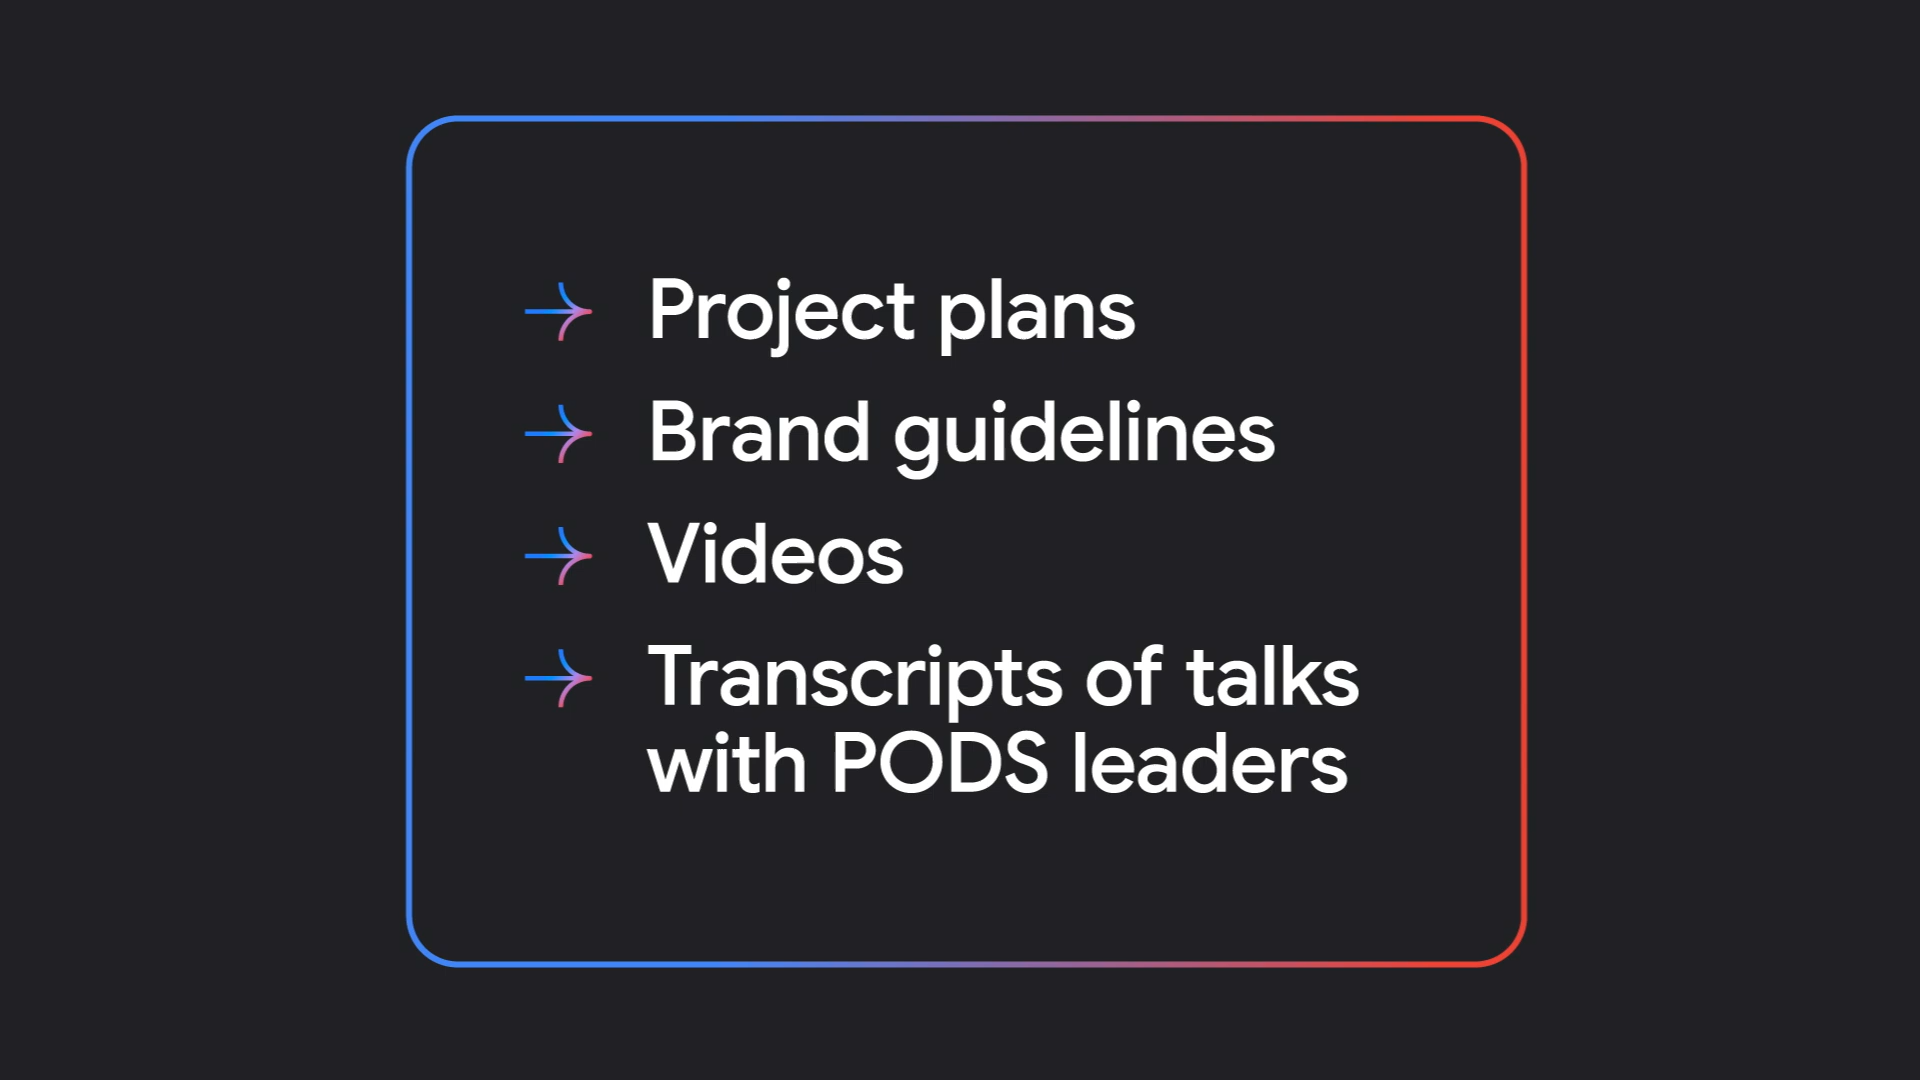 Project plans
Brand guidelines
Videos
Transcripts of talks
with PODS leaders